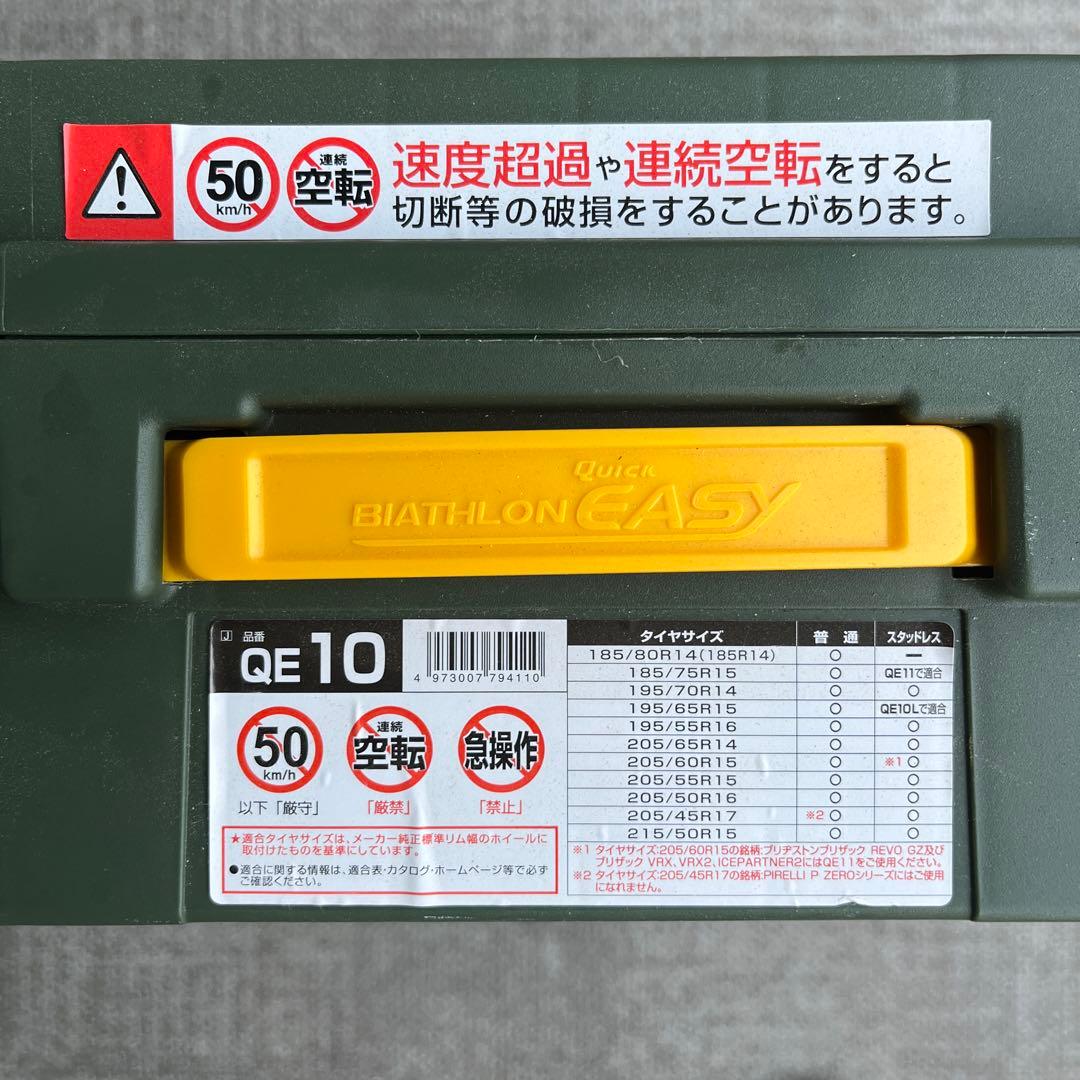 50 km/h
連続
空転
速度超過や連続空転をすると
切断等の破損をすることがあります。
Quick
BIATHLON EASY
J 品番
QE10
4 973007 794110
50 km/h
以下「厳守」
連続
空転
「厳禁」
急操作
「禁止」
★適合タイヤサイズは、メーカー純正標準リム幅のホイールに
取付けたものを基準にしています。
●適合に関する情報は、適合表・カタログ・ホームページ等で必ず
ご確認ください。
タイヤサイズ 普通 スタッドレス
185/80R14(185R14) ○ ー
185/75R15 ○ QE11で適合
195/70R14 ○ ○
195/65R15 ○ QE10Lで適合
195/55R16 ○ ○
205/65R14 ○ ○
205/60R15 ○ ※1 ○
205/55R15 ○ ○
205/50R16 ○ ○
205/45R17 ※2 ○ ○
215/50R15 ○ ○
※1 タイヤサイズ:205/60R15の銘柄:ブリヂストンブリザック REVO GZ及び
ブリザック VRX、VRX2、ICEPARTNER2にはQE11をご使用ください。
※2 タイヤサイズ:205/45R17の銘柄:PIRELLI P ZEROシリーズにはご使用
になれません。